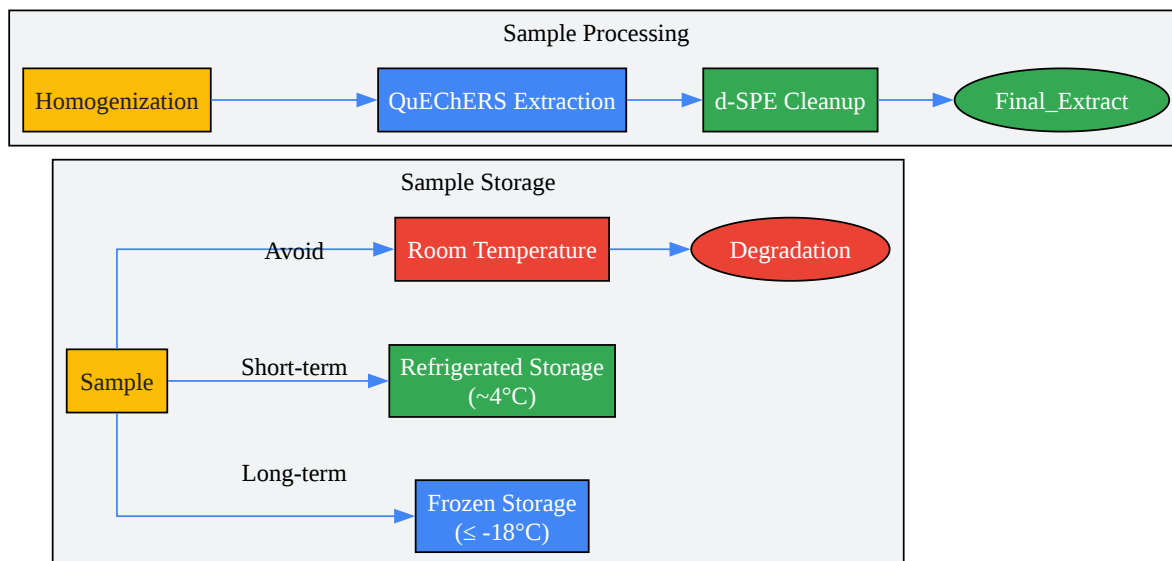 Sample Processing
Homogenization
QuEChERS Extraction
d-SPE Cleanup
Final_Extract
Sample Storage
Avoid
Room Temperature
Degradation
Sample
Short-term
Refrigerated Storage
(~4°C)
Long-term
Frozen Storage
(≤ -18°C)